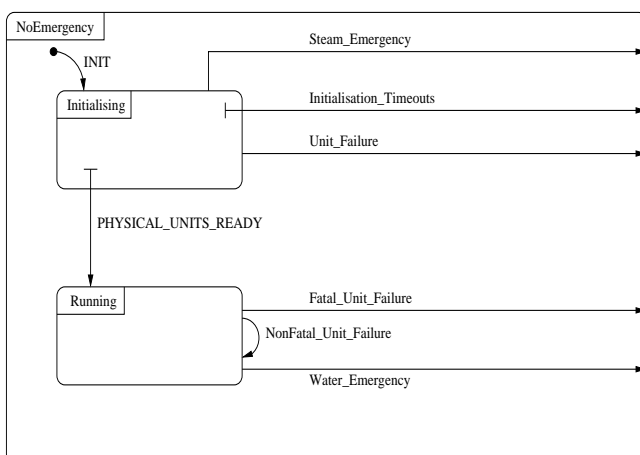 NoEmergency
Steam_Emergency
INIT
Initialising
Initialisation_Timeouts
Unit_Failure
PHYSICAL_UNITS_READY
Running
Fatal_Unit_Failure
NonFatal_Unit_Failure
Water_Emergency